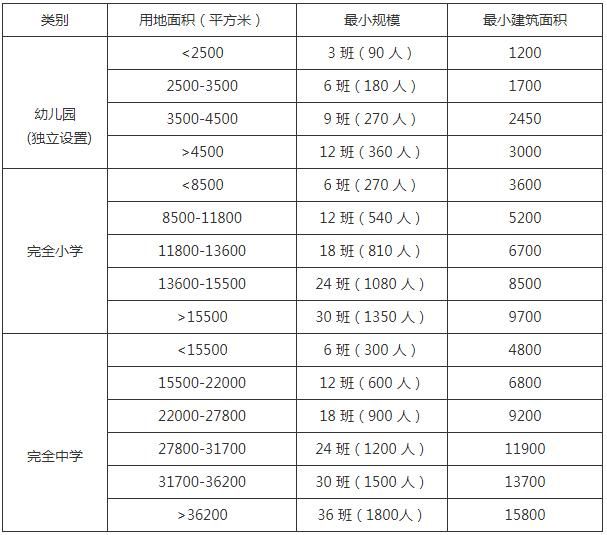 类别 用地面积（平方米） 最小规模 最小建筑面积
幼儿园
(独立设置)
<2500 3 班（90 人） 1200
2500-3500 6 班（180 人） 1700
3500-4500 9 班（270 人） 2450
>4500 12 班（360 人） 3000
完全小学
<8500 6 班（270 人） 3600
8500-11800 12 班（540 人） 5200
11800-13600 18 班（810 人） 6700
13600-15500 24 班（1080 人） 8500
>15500 30 班（1350 人） 9700
完全中学
<15500 6 班（300 人） 4800
15500-22000 12 班（600 人） 6800
22000-27800 18 班（900 人） 9200
27800-31700 24 班（1200 人） 11900
31700-36200 30 班（1500 人） 13700
>36200 36 班（1800人） 15800